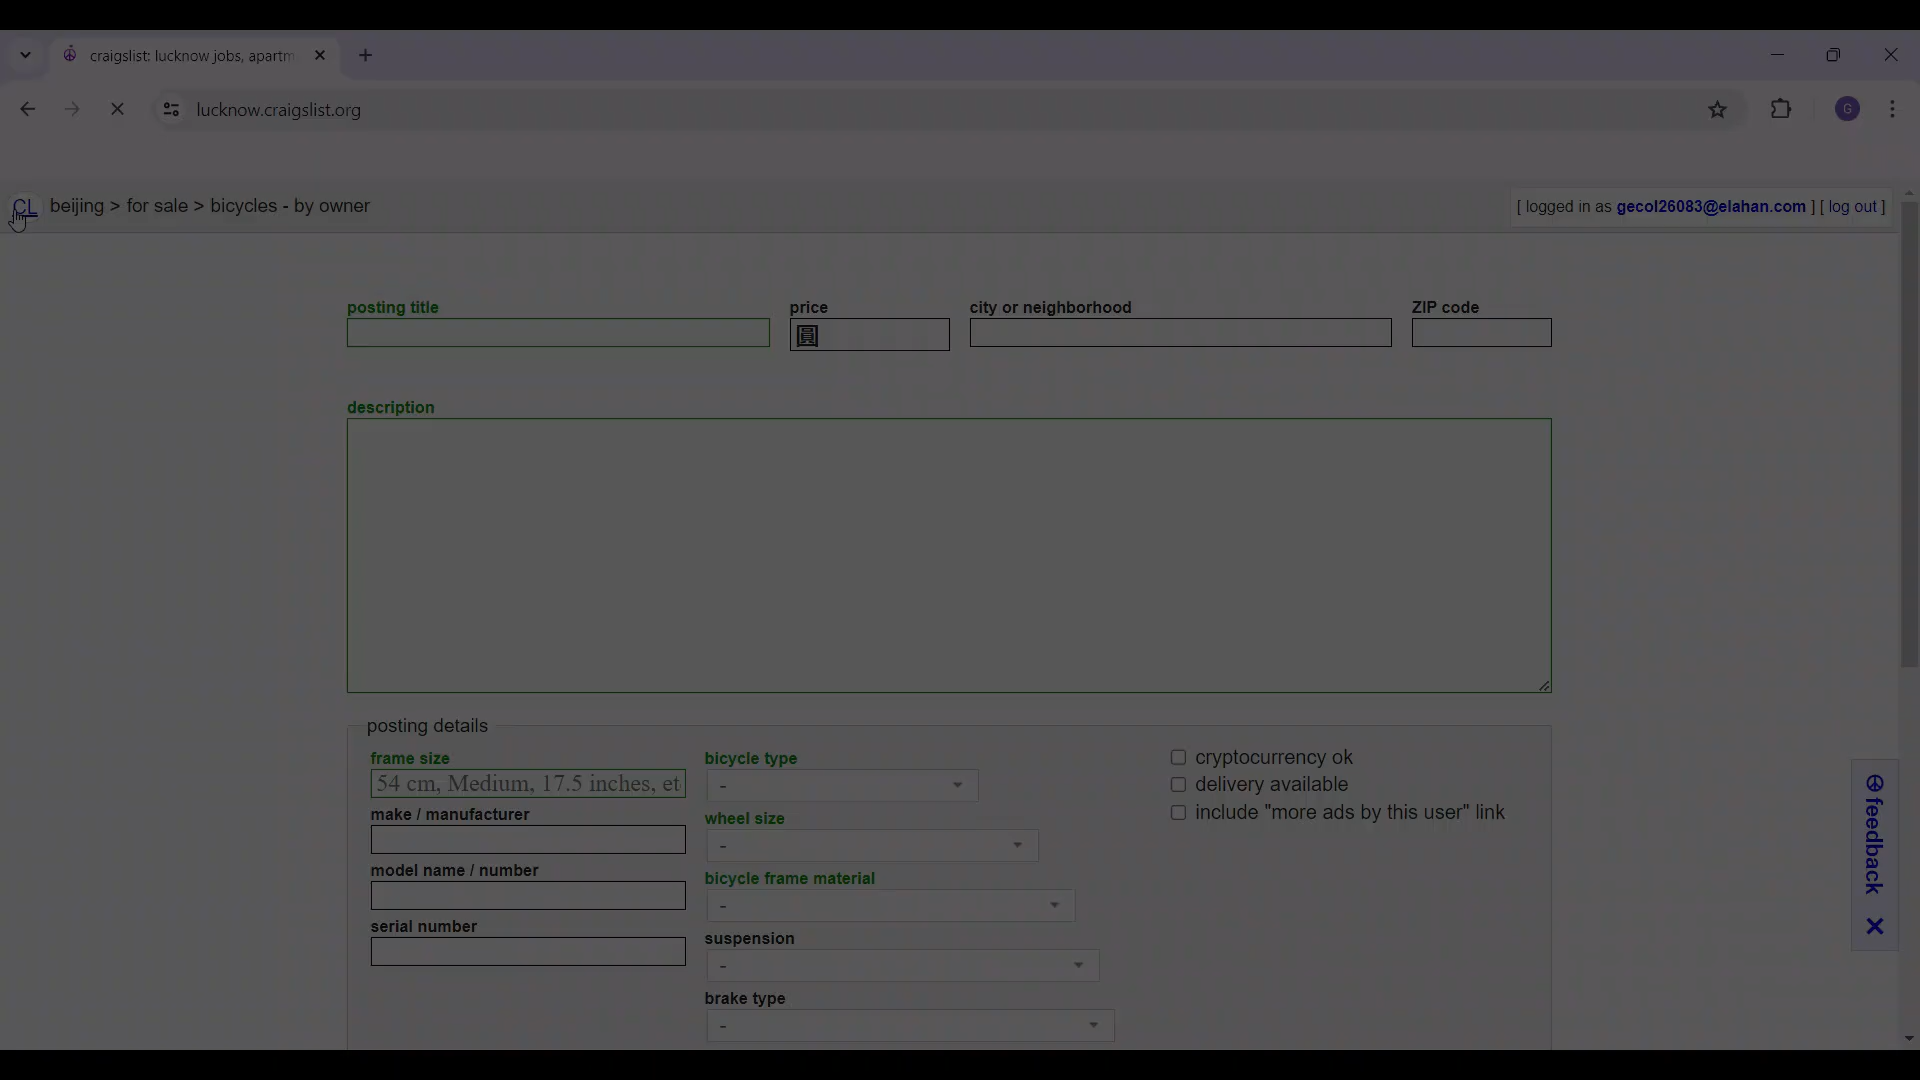 craigslist: lucknow jobs, apartm
lucknow.craigslist.org
G
CL beijing > for sale > bicycles - by owner
[ logged in as gecol26083@elahan.com ] [ log out ]
posting title
price
city or neighborhood
ZIP code
圓
description
posting details
frame size
54 cm, Medium, 17.5 inches, et
make / manufacturer
model name / number
serial number
bicycle type
-
wheel size
-
bicycle frame material
-
suspension
-
brake type
-
cryptocurrency ok
delivery available
include "more ads by this user" link
feedback